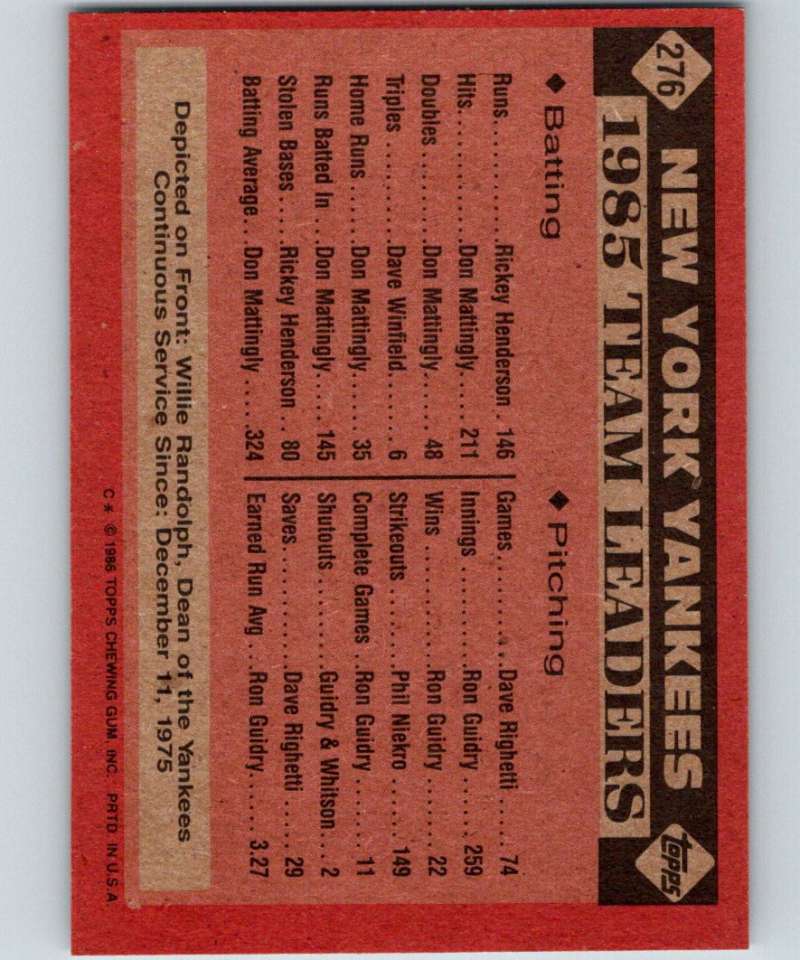 276
NEW YORK YANKEES
topps
1985 TEAM LEADERS
◆ Batting
Runs............Rickey Henderson . 146
Hits.............Don Mattingly....211
Doubles.........Don Mattingly.....48
Triples..........Dave Winfield......6
Home Runs......Don Mattingly.....35
Runs Batted In ...Don Mattingly....145
Stolen Bases....Rickey Henderson .. 80
Batting Average...Don Mattingly.....324
◆ Pitching
Games..........Dave Righetti .....74
Innings..........Ron Guidry......259
Wins............Ron Guidry.......22
Strikeouts .......Phil Niekro......149
Complete Games ..Ron Guidry.......11
Shutouts.........Guidry & Whitson...2
Saves...........Dave Righetti .....29
Earned Run Avg ...Ron Guidry......3.27
Depicted on Front: Willie Randolph, Dean of the Yankees
Continuous Service Since: December 11, 1975
C* © 1986 TOPPS CHEWING GUM, INC. PRTD. IN U.S.A.